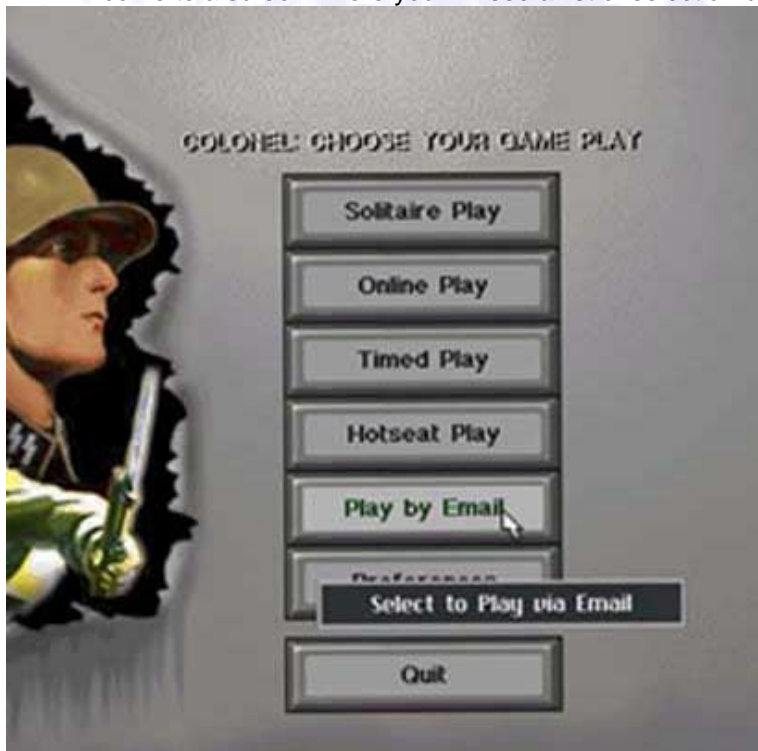 COLONEL: CHOOSE YOUR GAME PLAY
Solitaire Play
Online Play
Timed Play
Hotseat Play
Play by Email
Preferences
Select to Play via Email
Quit